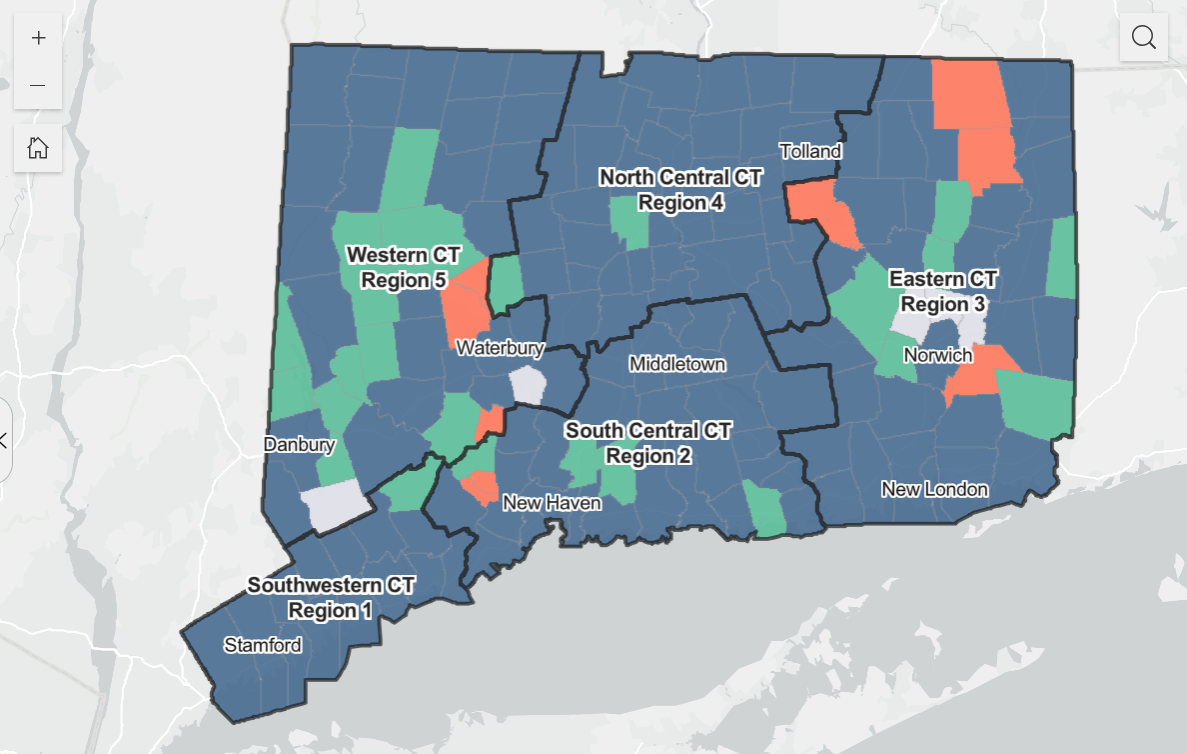 +
−
Tolland
North Central CT
Region 4
Western CT
Region 5
Eastern CT
Region 3
Waterbury
Norwich
Middletown
South Central CT
Region 2
Danbury
New London
New Haven
Southwestern CT
Region 1
Stamford